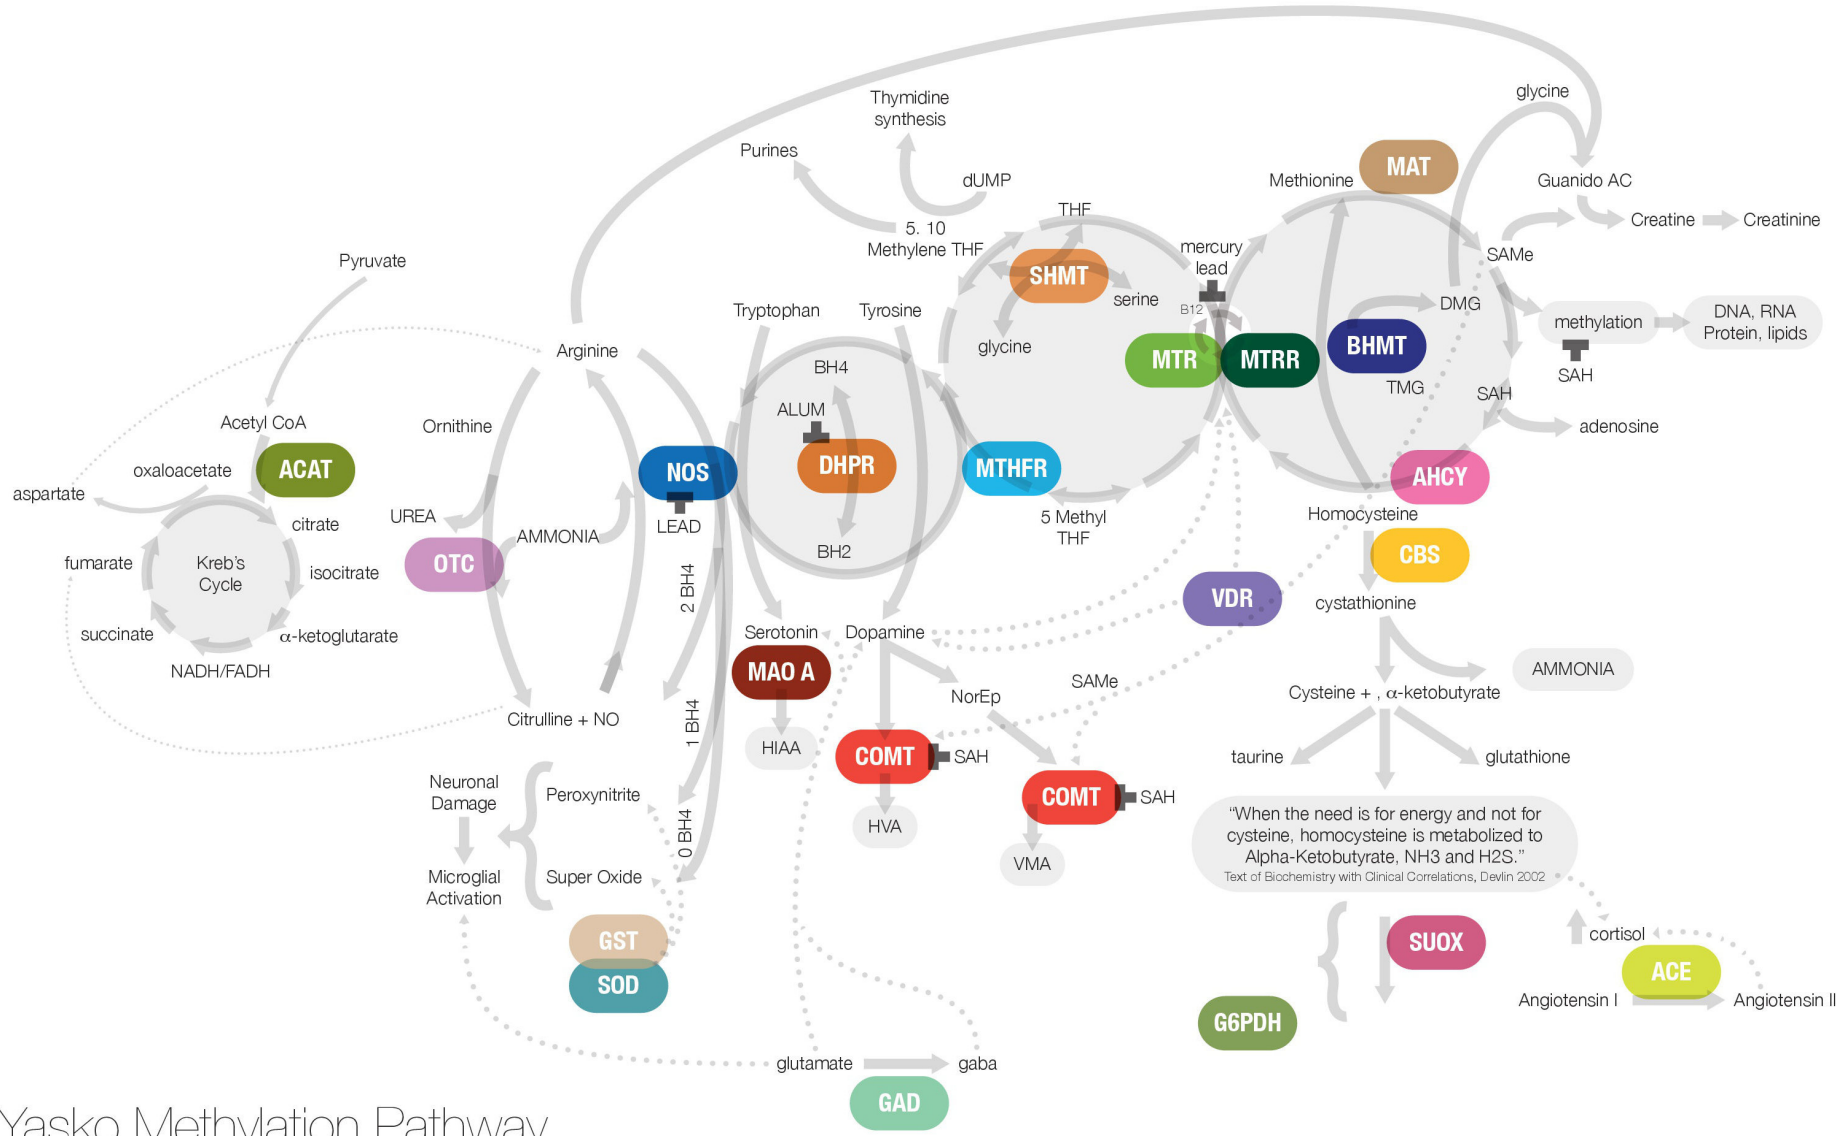 glycine
Thymidine
synthesis
Purines
dUMP
MAT
Methionine
Guanido AC
THF
Creatine
Creatinine
5. 10
Methylene THF
mercury
lead
SAMe
Pyruvate
SHMT
serine
B12
DMG
Tryptophan
Tyrosine
methylation
DNA, RNA
Protein, lipids
glycine
MTR
MTRR
BHMT
Arginine
BH4
TMG
SAH
SAH
ALUM
Acetyl CoA
Ornithine
adenosine
oxaloacetate
ACAT
NOS
DHPR
MTHFR
AHCY
aspartate
citrate
UREA
AMMONIA
LEAD
5 Methyl
THF
Homocysteine
CBS
fumarate
Kreb's
Cycle
isocitrate
OTC
BH2
2 BH4
VDR
cystathionine
succinate
α-ketoglutarate
NADH/FADH
Serotonin
Dopamine
MAO A
AMMONIA
NorEp
SAMe
Cysteine + , α-ketobutyrate
Citrulline + NO
1 BH4
HIAA
COMT
SAH
taurine
glutathione
Neuronal
Damage
Peroxynitrite
COMT
SAH
HVA
0 BH4
VMA
“When the need is for energy and not for
cysteine, homocysteine is metabolized to
Alpha-Ketobutyrate, NH3 and H2S.”
Text of Biochemistry with Clinical Correlations, Devlin 2002
Microglial
Activation
Super Oxide
GST
SOD
SUOX
cortisol
ACE
Angiotensin I
Angiotensin II
G6PDH
glutamate
gaba
GAD
Yasko Methylation Pathway